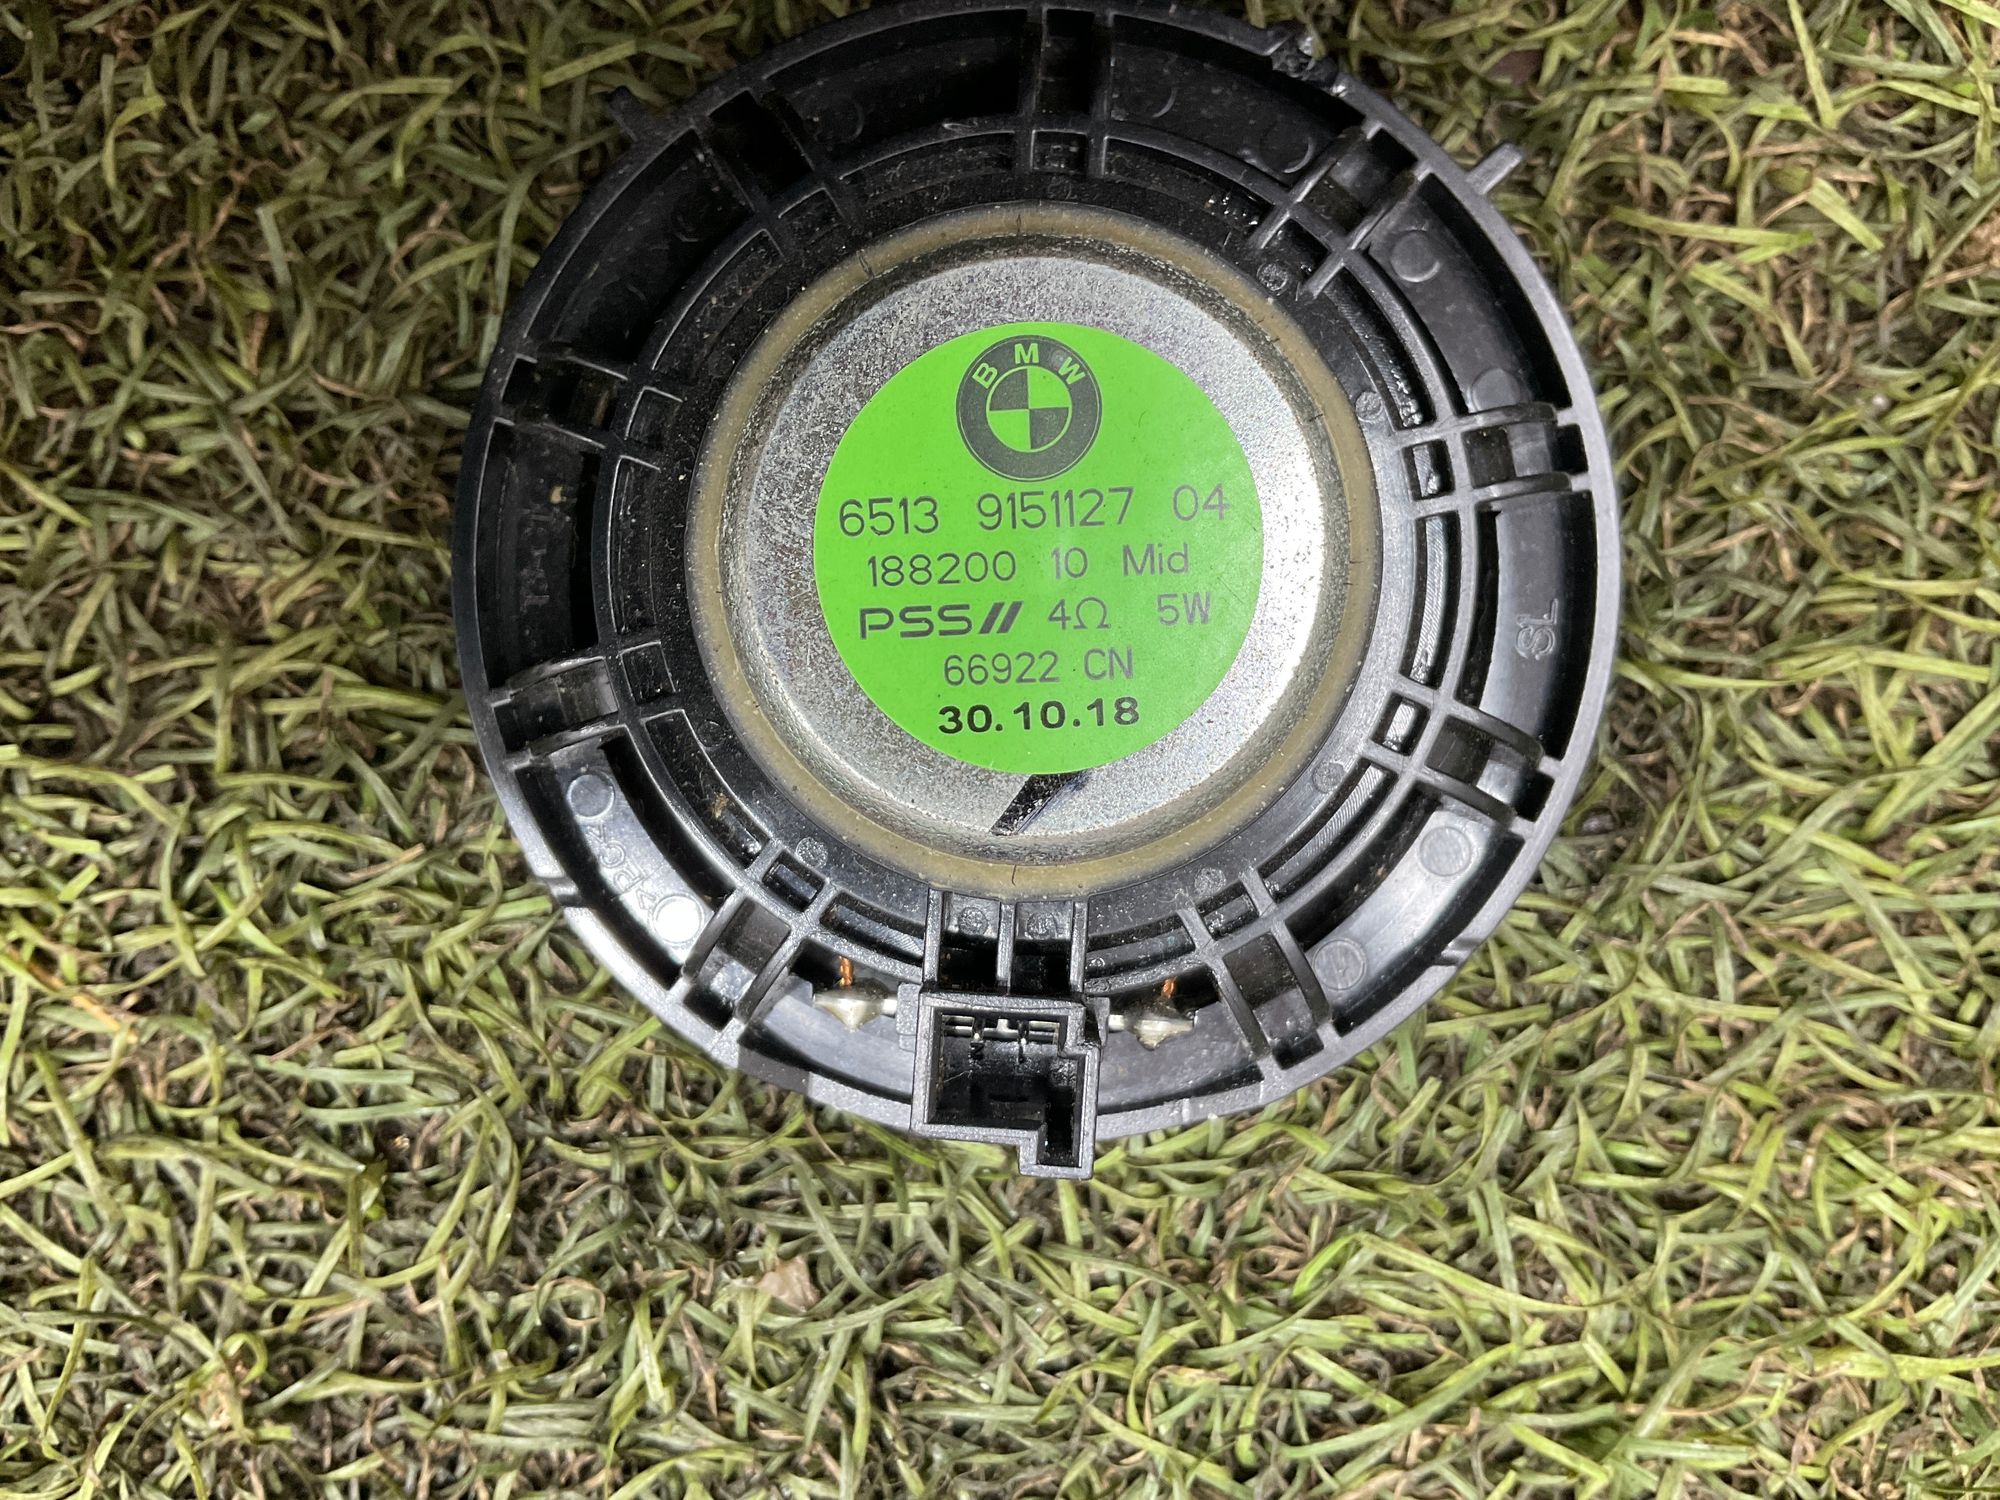 BMW
6513 9151127 04
188200 10 Mid
PSS// 4Ω 5W
66922 CN
30.10.18